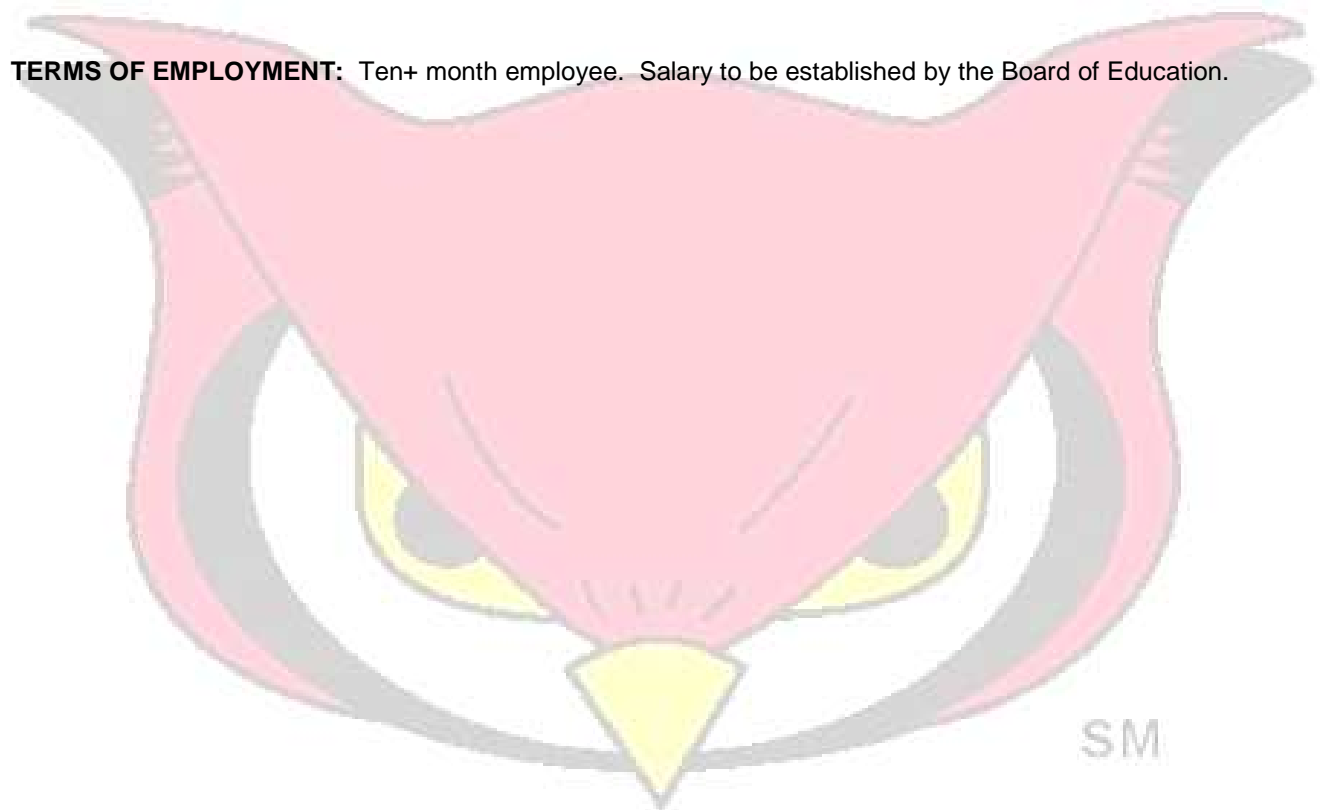 TERMS OF EMPLOYMENT: Ten+ month employee. Salary to be established by the Board of Education.
SM